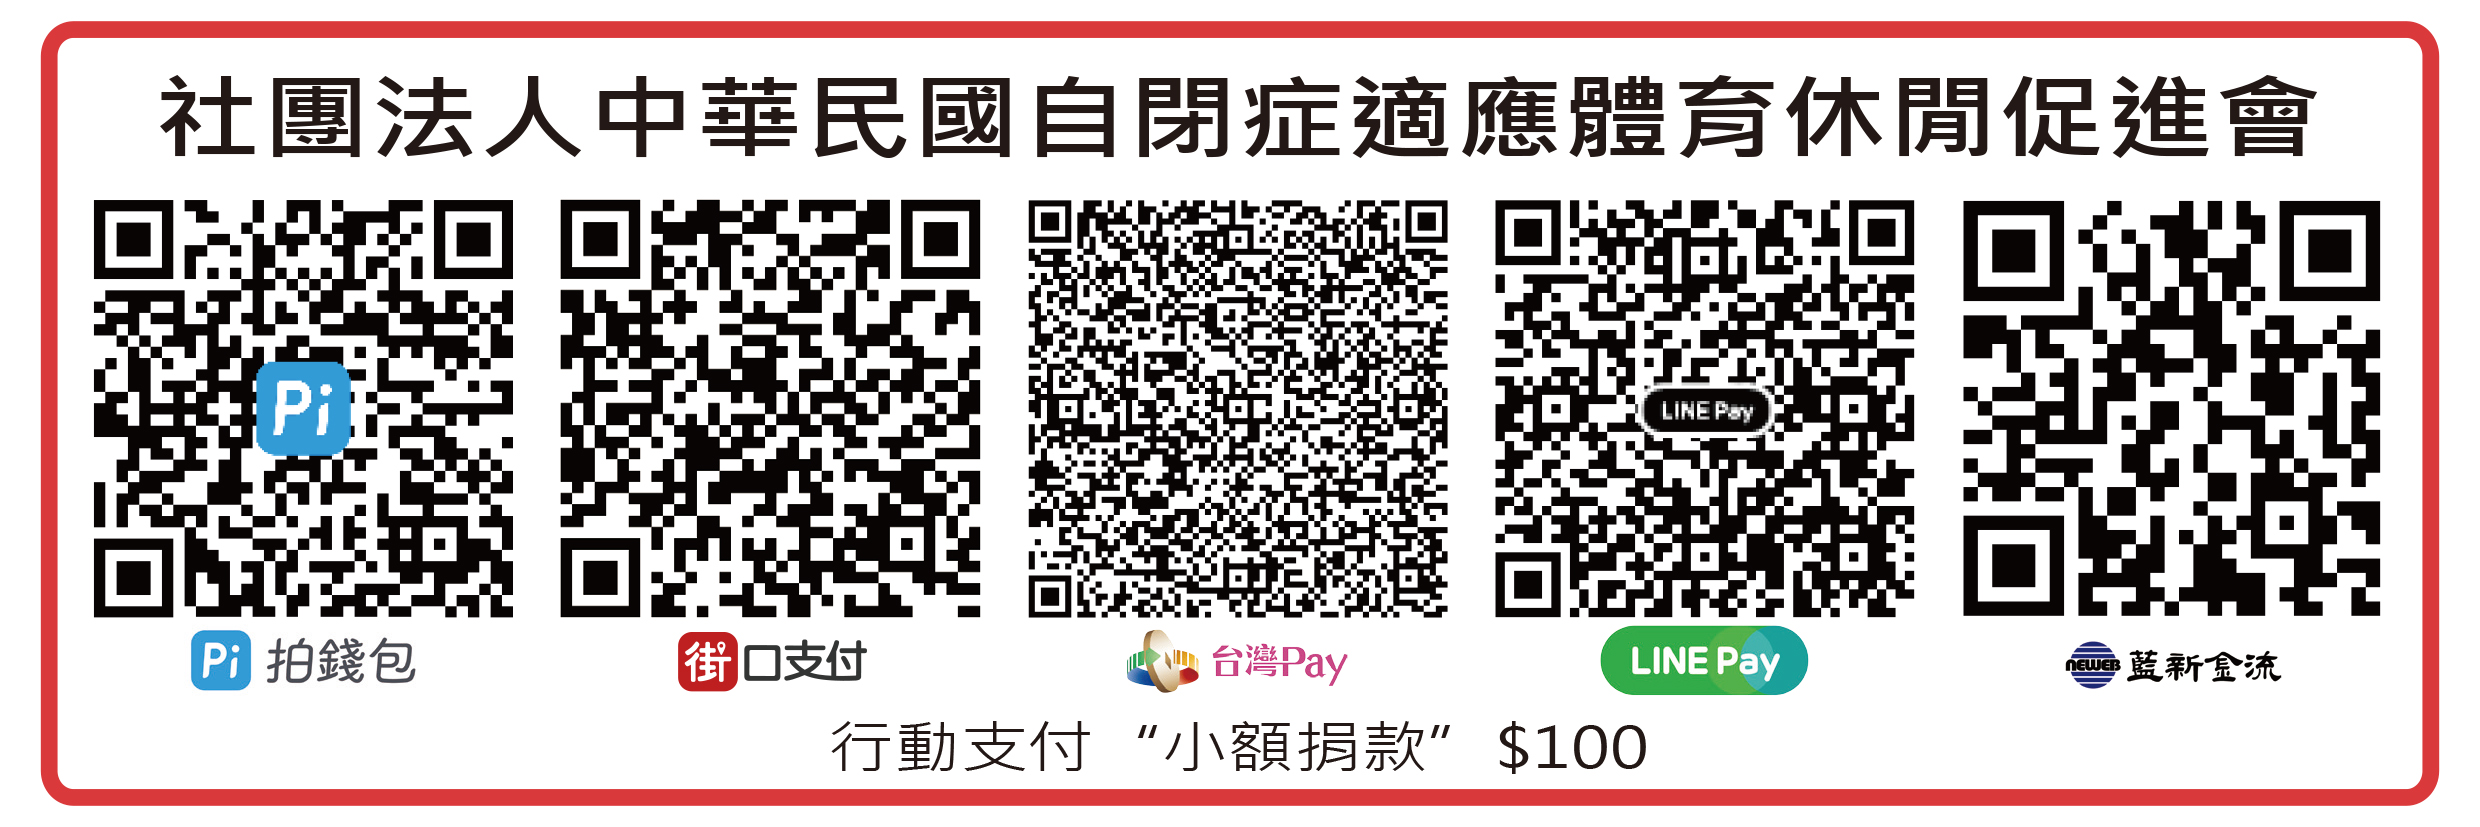 社團法人中華民國自閉症適應體育休閒促進會
Pi
LINE Pay
Pi 拍錢包
街口支付
台灣Pay
LINE Pay
NEWEB 藍新金流
行動支付 “小額捐款” $100